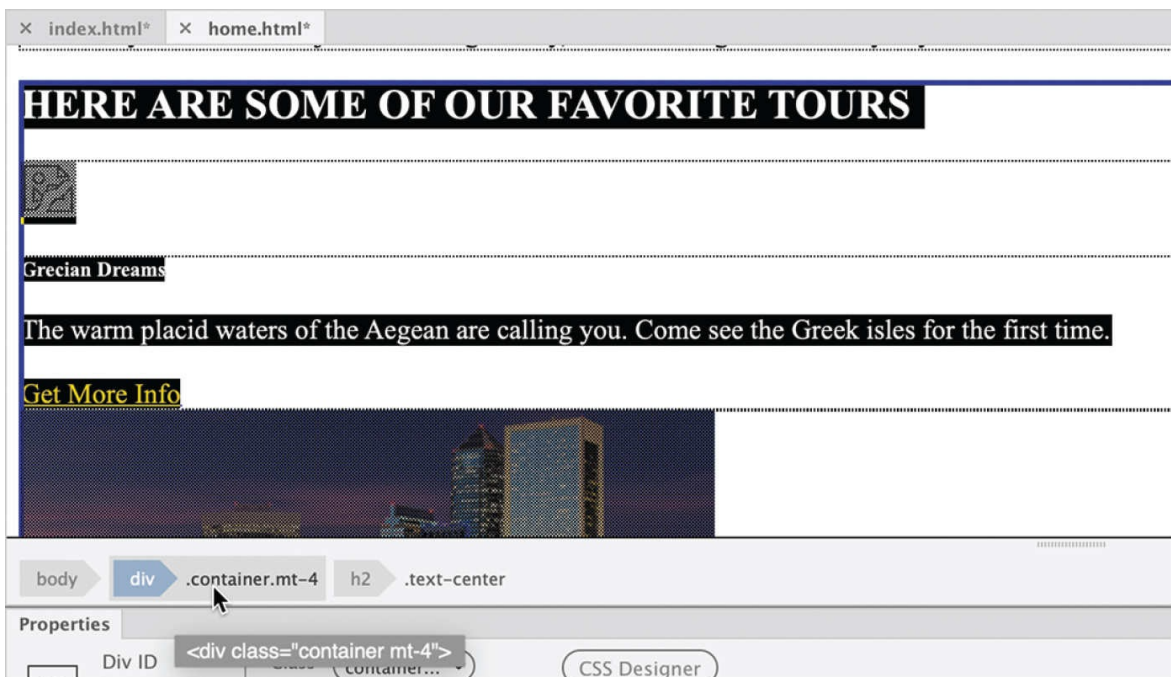 × index.html* × home.html*
HERE ARE SOME OF OUR FAVORITE TOURS
Grecian Dreams
The warm placid waters of the Aegean are calling you. Come see the Greek isles for the first time.
Get More Info
body div .container.mt-4 h2 .text-center
Properties
<div class="container mt-4">
Div ID Class container... CSS Designer